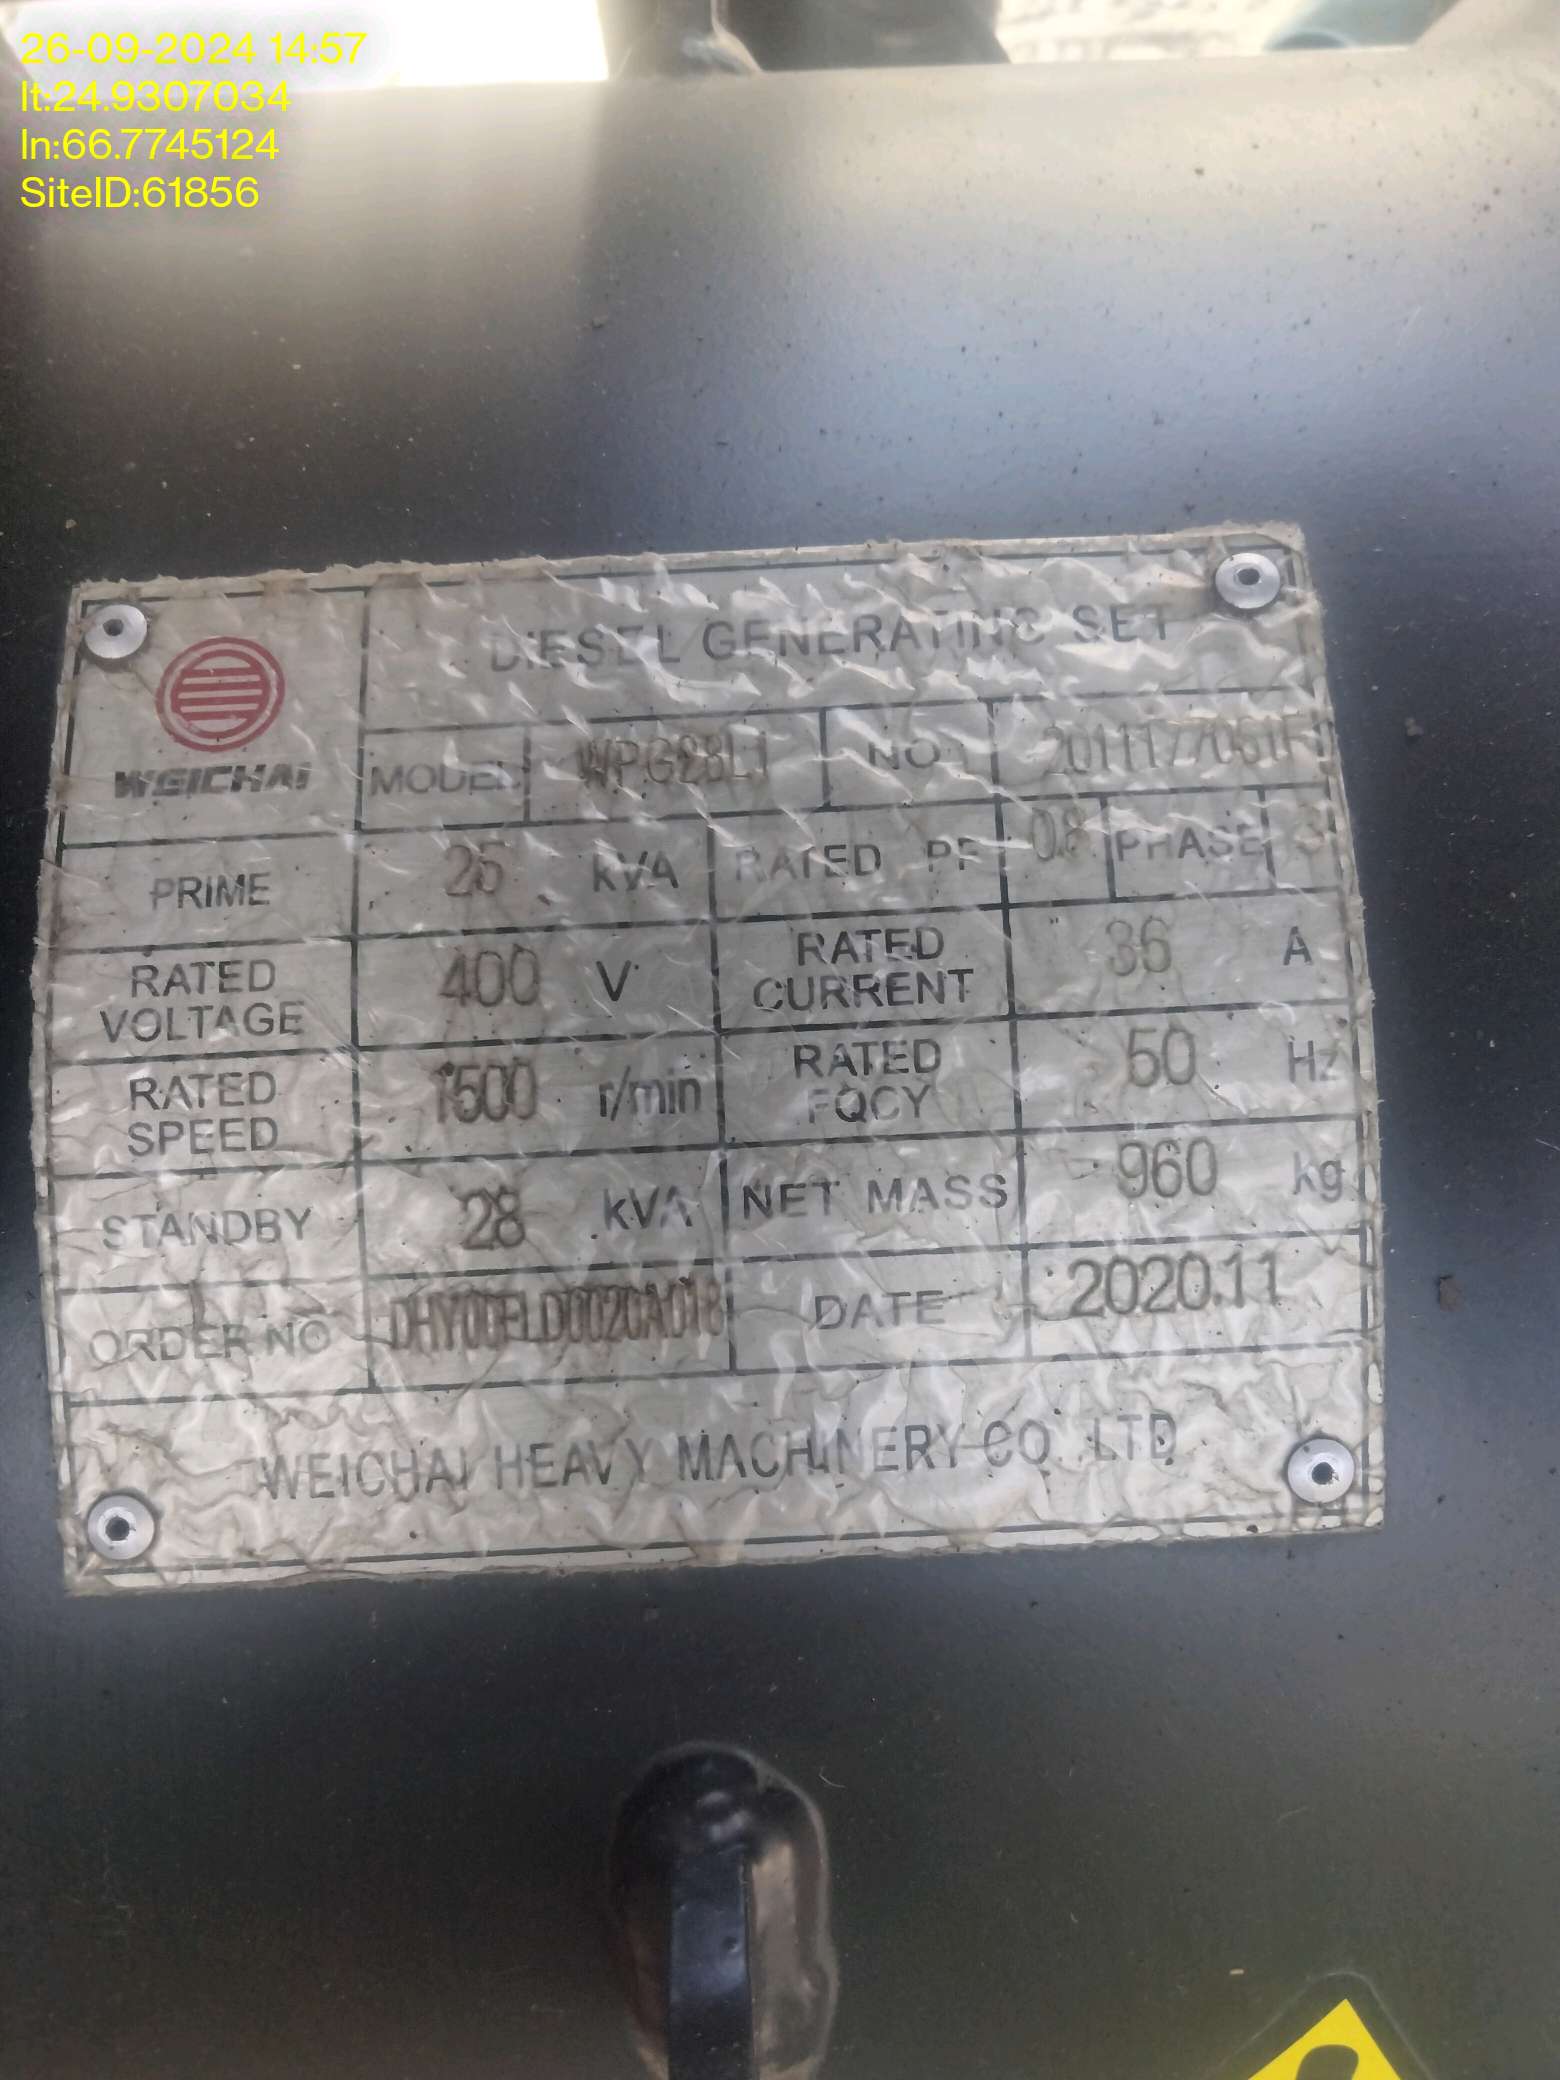 26-09-2024 14:57
lt:24.9307034
ln:66.7745124
SiteID:61856
DIESEL GENERATING SET
WEICHAI
MODEL WPG28L1 NO
PRIME 25 kVA RATED PF 0.8 PHASE 3
RATED VOLTAGE 400 V RATED CURRENT 36 A
RATED SPEED 1500 r/min RATED FQCY 50 Hz
STANDBY 28 kVA NET MASS 960 kg
ORDER NO DATE 2020.11
WEICHAI HEAVY MACHINERY CO.,LTD